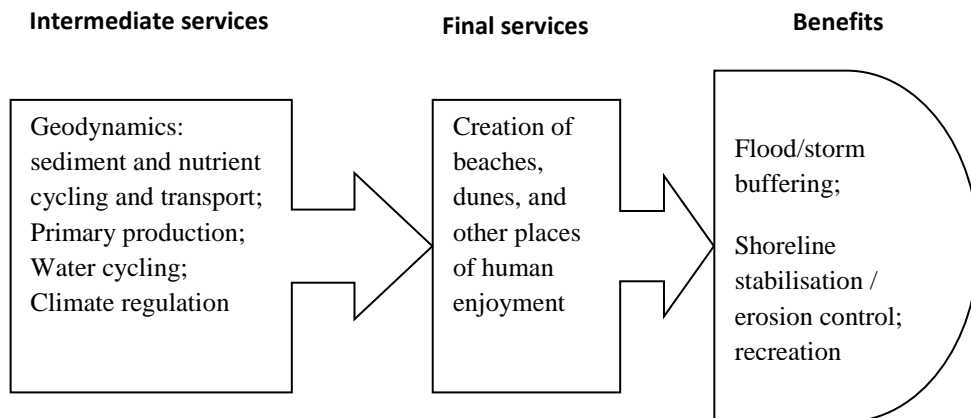 Intermediate services
Final services
Benefits
Geodynamics:
sediment and nutrient
cycling and transport;
Primary production;
Water cycling;
Climate regulation
Creation of
beaches,
dunes, and
other places
of human
enjoyment
Flood/storm
buffering;
Shoreline
stabilisation /
erosion control;
recreation